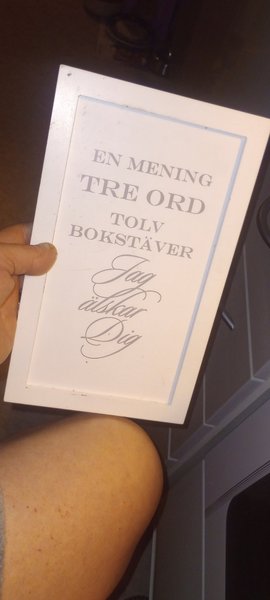 EN MENING
TRE ORD
TOLV
BOKSTÄVER
Jag
älskar
Dig